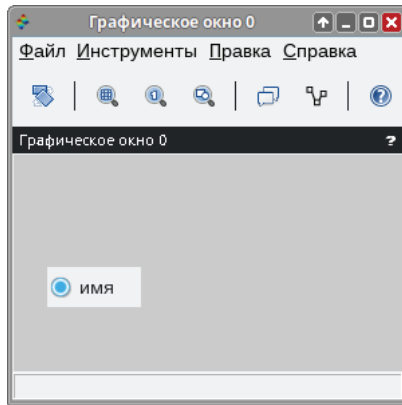 Графическое окно 0
Файл Инструменты Правка Справка
Графическое окно 0 ?
имя